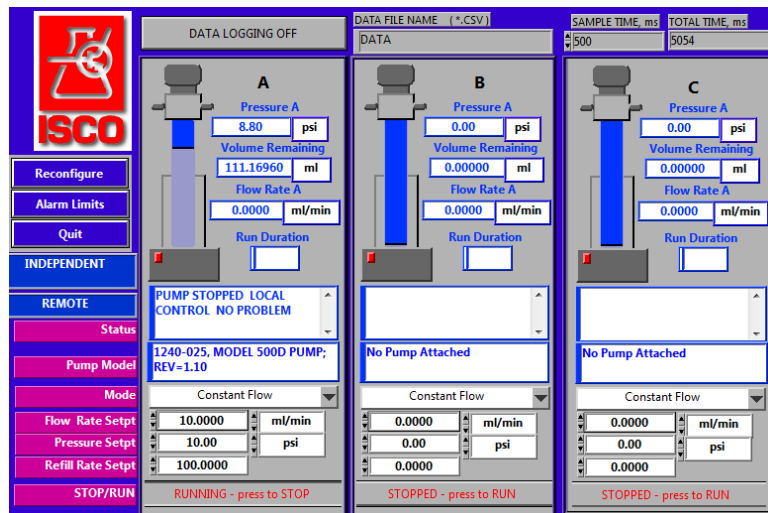 DATA LOGGING OFF
DATA FILE NAME ( *.CSV )
DATA
SAMPLE TIME, ms
500
TOTAL TIME, ms
5054
ISCO
Reconfigure
Alarm Limits
Quit
INDEPENDENT
REMOTE
Status
Pump Model
Mode
Flow Rate Setpt
Pressure Setpt
Refill Rate Setpt
STOP/RUN
A
Pressure A
8.80 psi
Volume Remaining
111.16960 ml
Flow Rate A
0.0000 ml/min
Run Duration
PUMP STOPPED LOCAL
CONTROL NO PROBLEM
1240-025, MODEL 500D PUMP;
REV=1.10
Constant Flow
10.0000 ml/min
10.00 psi
100.0000
RUNNING - press to STOP
B
Pressure A
0.00 psi
Volume Remaining
0.00000 ml
Flow Rate A
0.0000 ml/min
Run Duration
No Pump Attached
Constant Flow
0.0000 ml/min
0.00 psi
0.0000
STOPPED - press to RUN
C
Pressure A
0.00 psi
Volume Remaining
0.00000 ml
Flow Rate A
0.0000 ml/min
Run Duration
No Pump Attached
Constant Flow
0.0000 ml/min
0.00 psi
0.0000
STOPPED - press to RUN